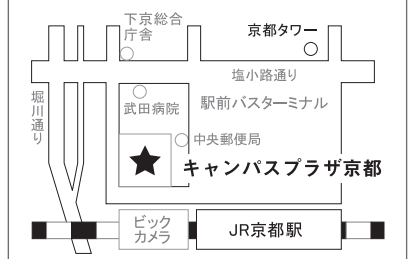 下京総合
庁舎
京都タワー
塩小路通り
堀川通り
武田病院
駅前バスターミナル
中央郵便局
キャンパスプラザ京都
ビック
カメラ
JR京都駅